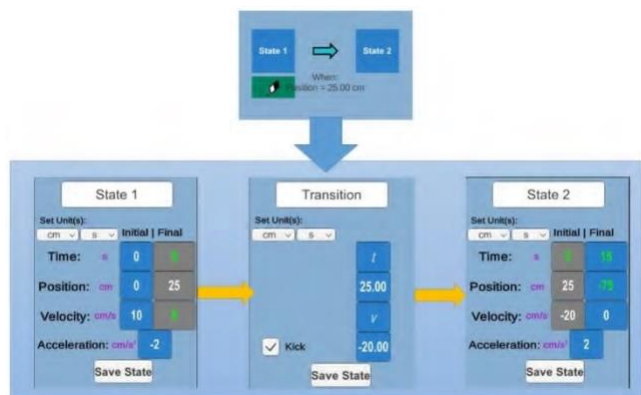 State 1
State 2
When:
Position = 25.00 cm
State 1
Set Unit(s):
cm s Initial | Final
Time: s 0
Position: cm 0 25
Velocity: cm/s 10
Acceleration: cm/s² -2
Save State
Transition
Set Unit(s):
cm s
t
25.00
v
Kick -20.00
Save State
State 2
Set Unit(s):
cm s Initial | Final
Time: s 15
Position: cm 25 -75
Velocity: cm/s -20 0
Acceleration: cm/s² 2
Save State